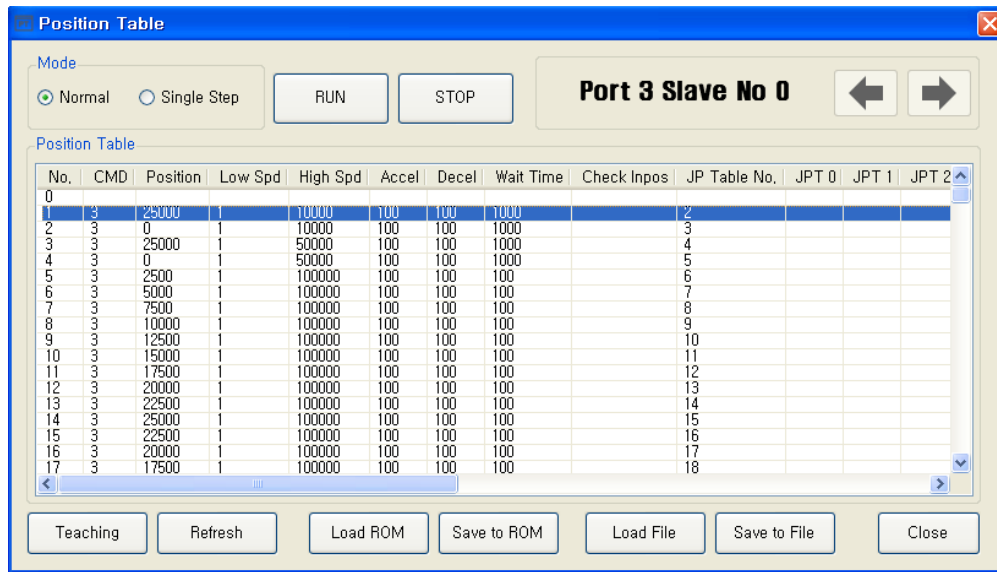 Position Table
Mode
Normal Single Step RUN STOP Port 3 Slave No 0
Position Table
No. CMD Position Low Spd High Spd Accel Decel Wait Time Check Inpos JP Table No. JPT 0 JPT 1 JPT 2
0
1 3 25000 1 10000 100 100 1000 2
2 3 0 1 10000 100 100 1000 3
3 3 25000 1 50000 100 100 1000 4
4 3 0 1 50000 100 100 1000 5
5 3 2500 1 100000 100 100 100 6
6 3 5000 1 100000 100 100 100 7
7 3 7500 1 100000 100 100 100 8
8 3 10000 1 100000 100 100 100 9
9 3 12500 1 100000 100 100 100 10
10 3 15000 1 100000 100 100 100 11
11 3 17500 1 100000 100 100 100 12
12 3 20000 1 100000 100 100 100 13
13 3 22500 1 100000 100 100 100 14
14 3 25000 1 100000 100 100 100 15
15 3 22500 1 100000 100 100 100 16
16 3 20000 1 100000 100 100 100 17
17 3 17500 1 100000 100 100 100 18
Teaching Refresh Load ROM Save to ROM Load File Save to File Close